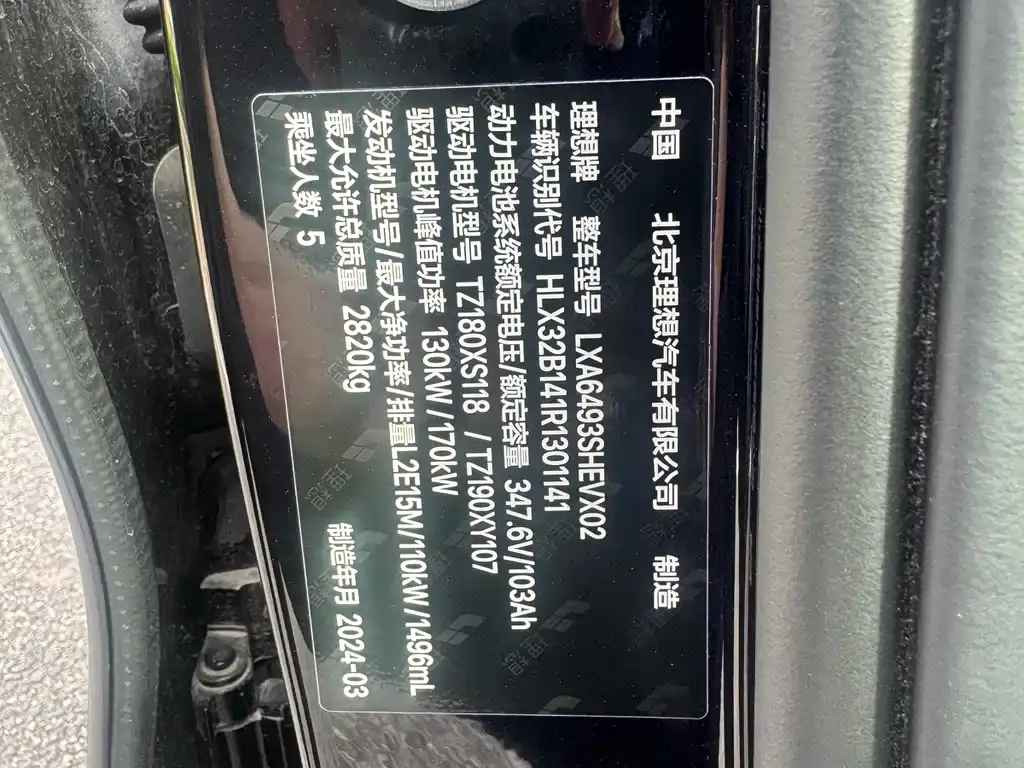 中国 北京理想汽车有限公司 制造
理想牌 整车型号 LXA6493SHEVX02
车辆识别代号 HLX32B141R1301141
动力电池系统额定电压/额定容量 347.6V/103Ah
驱动电机型号 TZ180XS118 / TZ190XY107
驱动电机峰值功率 130kW/170kW
发动机型号/最大净功率/排量L2E15M/110kW/1496mL
最大允许总质量 2820kg 制造年月 2024-03
乘坐人数 5